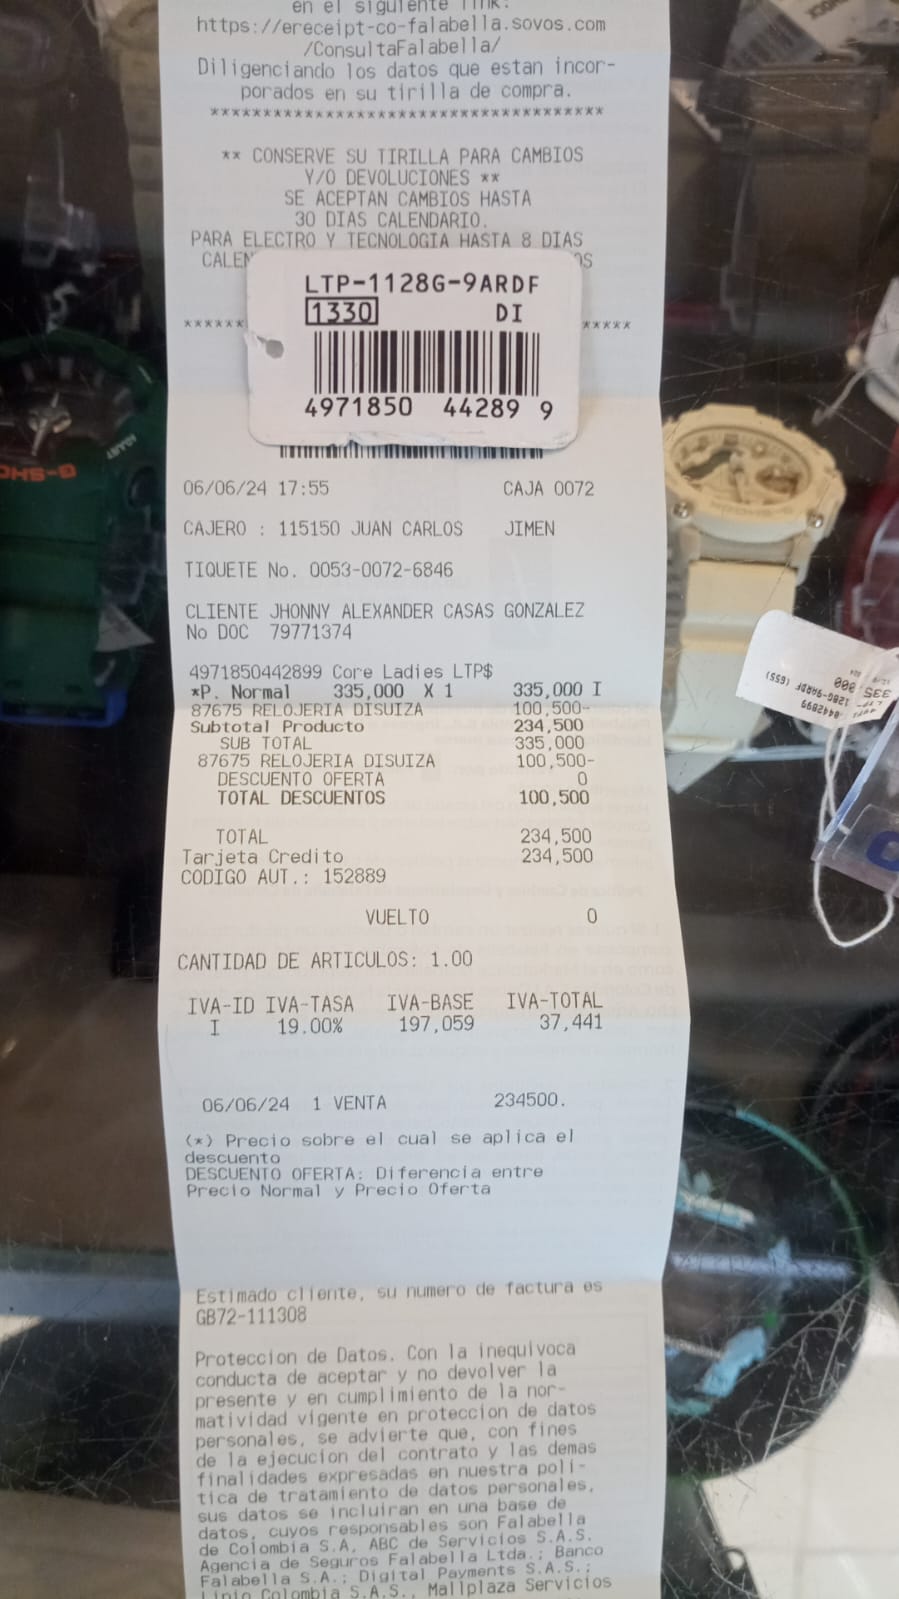 en el siguiente link:
https://ereceipt-co-falabella.sovos.com
/ConsultaFalabella/
Diligenciando los datos que estan incor-
porados en su tirilla de compra.
*************************************
** CONSERVE SU TIRILLA PARA CAMBIOS
Y/O DEVOLUCIONES **
SE ACEPTAN CAMBIOS HASTA
30 DIAS CALENDARIO.
PARA ELECTRO Y TECNOLOGIA HASTA 8 DIAS
CALEN OS
LTP-1128G-9ARDF
1330 DI
****** *****
4971850 44289 9
06/06/24 17:55 CAJA 0072
CAJERO : 115150 JUAN CARLOS JIMEN
TIQUETE No. 0053-0072-6846
CLIENTE JHONNY ALEXANDER CASAS GONZALEZ
No DOC 79771374
4971850442899 Core Ladies LTP$
*P. Normal 335,000 X 1 335,000 I
87675 RELOJERIA DISUIZA 100,500-
Subtotal Producto 234,500
SUB TOTAL 335,000
87675 RELOJERIA DISUIZA 100,500-
DESCUENTO OFERTA 0
TOTAL DESCUENTOS 100,500
TOTAL 234,500
Tarjeta Credito 234,500
CODIGO AUT.: 152889
VUELTO 0
CANTIDAD DE ARTICULOS: 1.00
IVA-ID IVA-TASA IVA-BASE IVA-TOTAL
I 19.00% 197,059 37,441
06/06/24 1 VENTA 234500.
(*) Precio sobre el cual se aplica el
descuento
DESCUENTO OFERTA: Diferencia entre
Precio Normal y Precio Oferta
Estimado cliente, su numero de factura es
GB72-111308
Proteccion de Datos. Con la inequivoca
conducta de aceptar y no devolver la
presente y en cumplimiento de la nor-
matividad vigente en proteccion de datos
personales, se advierte que, con fines
de la ejecucion del contrato y las demas
finalidades expresadas en nuestra poli-
tica de tratamiento de datos personales,
sus datos se incluiran en una base de
datos, cuyos responsables son Falabella
de Colombia S.A, ABC de Servicios S.A.S.
Agencia de Seguros Falabella Ltda.; Banco
Falabella S.A.; Digital Payments S.A.S.;
Linio Colombia S.A.S., Mallplaza Servicios